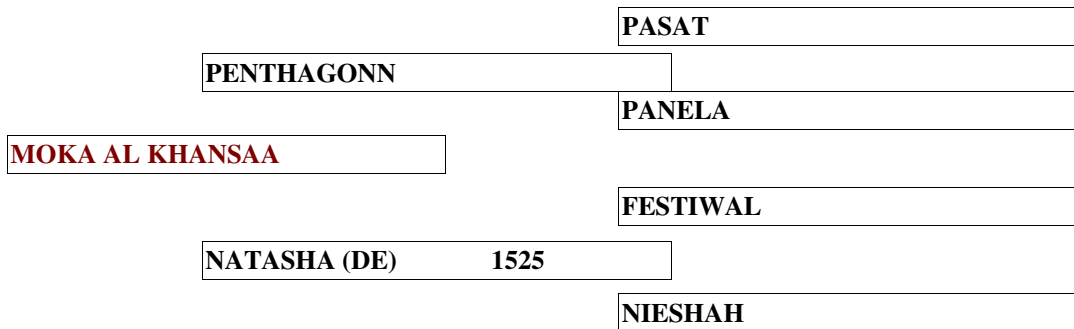 PASAT
PENTHAGONN
PANELA
MOKA AL KHANSAA
FESTIWAL
NATASHA (DE) 1525
NIESHAH